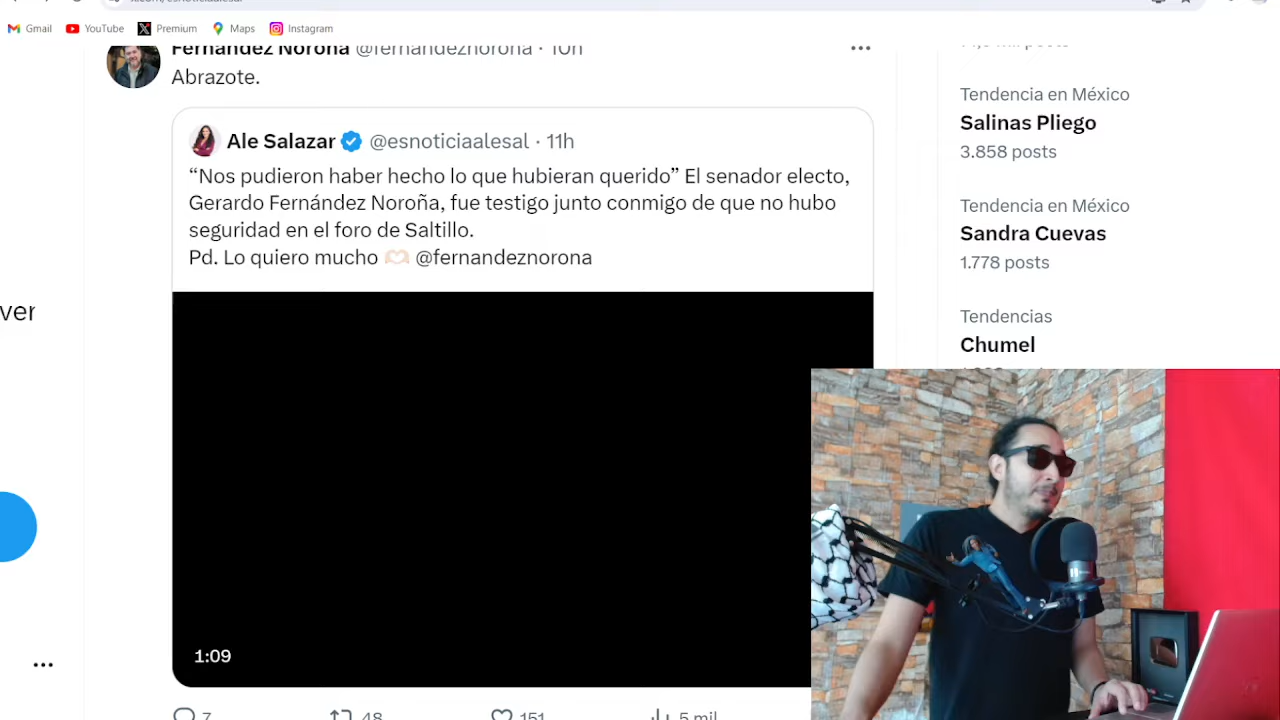 Gmail
YouTube
Premium
Maps
Instagram
Fernández Noroña @fernandeznorona · 10h
Abrazote.
Ale Salazar @esnoticiaalesal · 11h
“Nos pudieron haber hecho lo que hubieran querido” El senador electo,
Gerardo Fernández Noroña, fue testigo junto conmigo de que no hubo
seguridad en el foro de Saltillo.
Pd. Lo quiero mucho 🫶🏻 @fernandeznorona
1:09
7
48
151
5 mil
ver
Tendencia en México
Salinas Pliego
3.858 posts
Tendencia en México
Sandra Cuevas
1.778 posts
Tendencias
Chumel